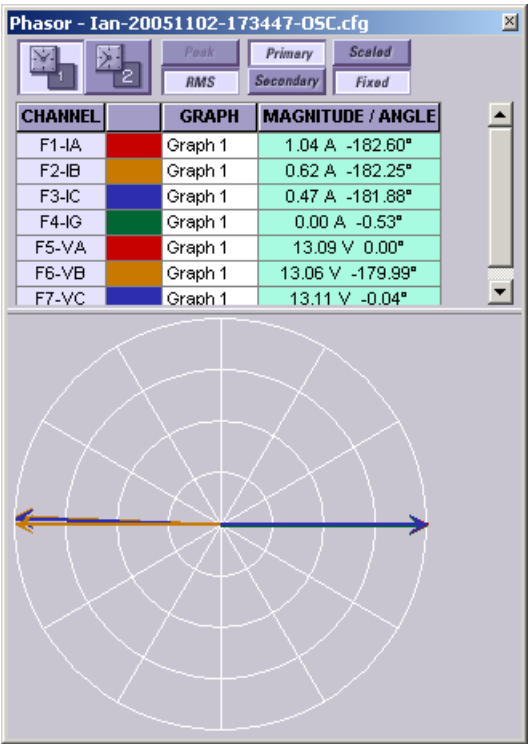 Phasor - Ian-20051102-173447-OSC.cfg
1 2 Peak Primary Scaled
RMS Secondary Fixed
CHANNEL GRAPH MAGNITUDE / ANGLE
F1-IA Graph 1 1.04 A -182.60°
F2-IB Graph 1 0.62 A -182.25°
F3-IC Graph 1 0.47 A -181.88°
F4-IG Graph 1 0.00 A -0.53°
F5-VA Graph 1 13.09 V 0.00°
F6-VB Graph 1 13.06 V -179.99°
F7-VC Graph 1 13.11 V -0.04°